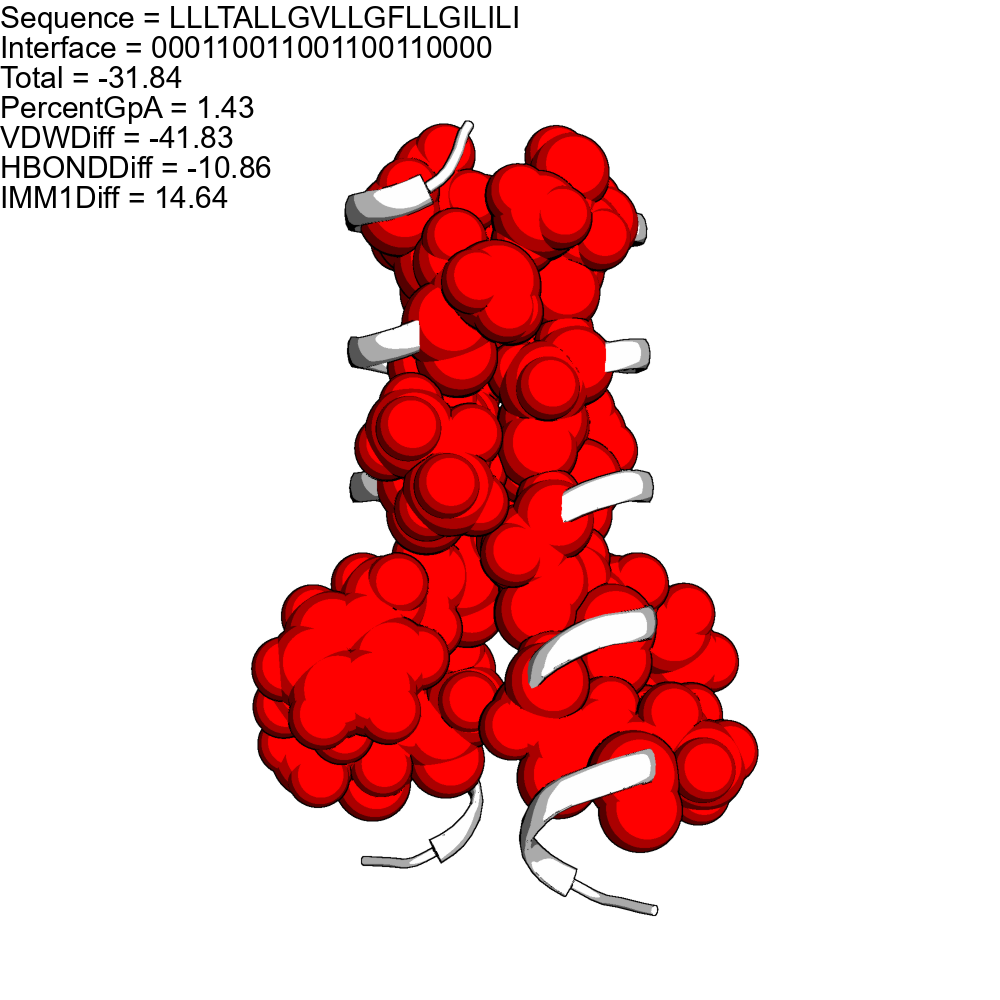 Sequence = LLLTALLGVLLGFLLGILILI
Interface = 000110011001100110000
Total = -31.84
PercentGpA = 1.43
VDWDiff = -41.83
HBONDDiff = -10.86
IMM1Diff = 14.64